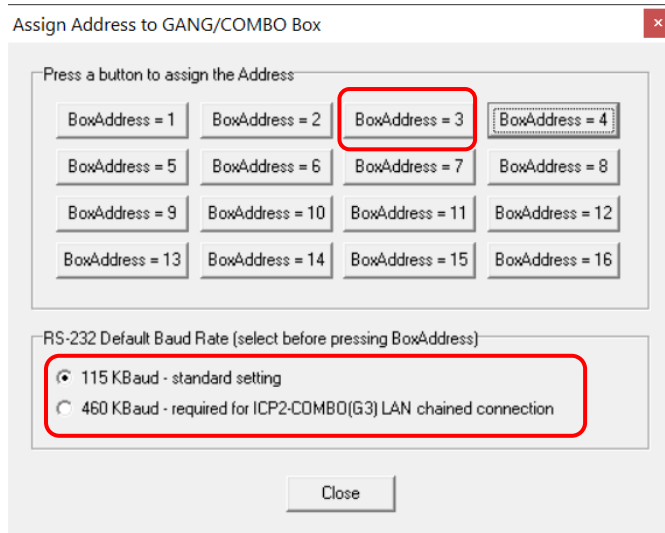 Assign Address to GANG/COMBO Box
×
Press a button to assign the Address
BoxAddress = 1 BoxAddress = 2 BoxAddress = 3 BoxAddress = 4
BoxAddress = 5 BoxAddress = 6 BoxAddress = 7 BoxAddress = 8
BoxAddress = 9 BoxAddress = 10 BoxAddress = 11 BoxAddress = 12
BoxAddress = 13 BoxAddress = 14 BoxAddress = 15 BoxAddress = 16
RS-232 Default Baud Rate (select before pressing BoxAddress)
115 KBaud - standard setting
460 KBaud - required for ICP2-COMBO(G3) LAN chained connection
Close